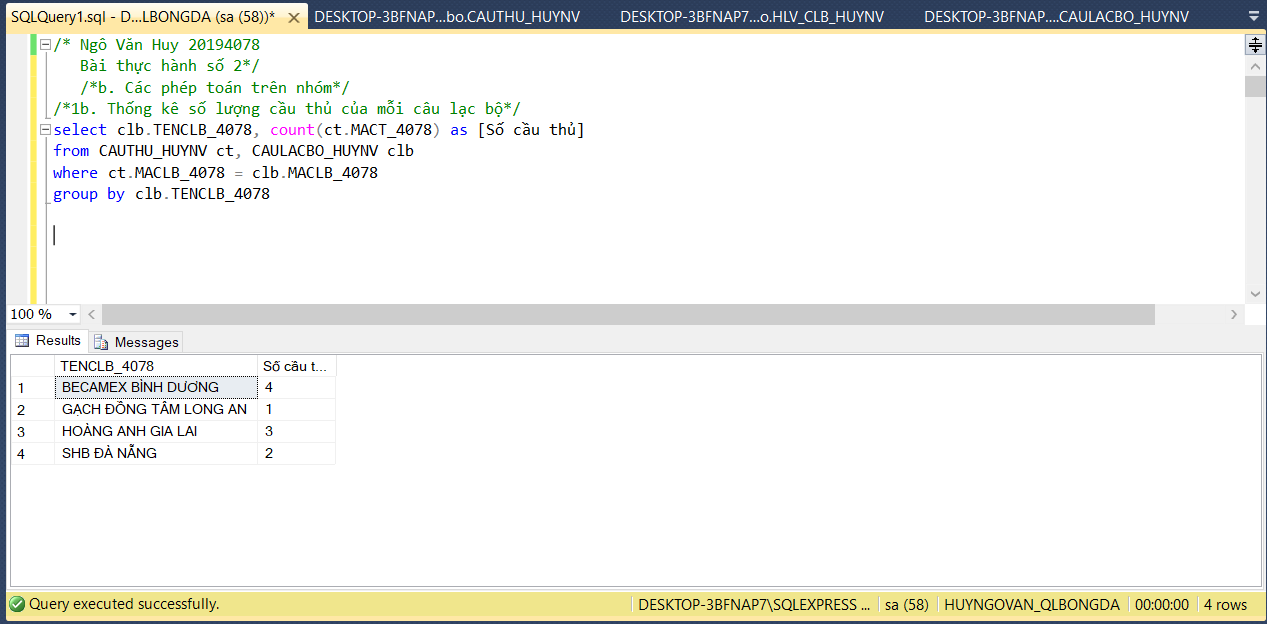 SQLQuery1.sql - D...LBONGDA (sa (58))* DESKTOP-3BFNAP...bo.CAUTHU_HUYNV DESKTOP-3BFNAP7...o.HLV_CLB_HUYNV DESKTOP-3BFNAP....CAULACBO_HUYNV
/* Ngô Văn Huy 20194078
Bài thực hành số 2*/
/*b. Các phép toán trên nhóm*/
/*1b. Thống kê số lượng cầu thủ của mỗi câu lạc bộ*/
select clb.TENCLB_4078, count(ct.MACT_4078) as [Số cầu thủ]
from CAUTHU_HUYNV ct, CAULACBO_HUYNV clb
where ct.MACLB_4078 = clb.MACLB_4078
group by clb.TENCLB_4078
100 %
Results Messages
TENCLB_4078 Số cầu t...
1 BECAMEX BÌNH DƯƠNG 4
2 GẠCH ĐỒNG TÂM LONG AN 1
3 HOÀNG ANH GIA LAI 3
4 SHB ĐÀ NẴNG 2
Query executed successfully. DESKTOP-3BFNAP7\SQLEXPRESS ... sa (58) HUYNGOVAN_QLBONGDA 00:00:00 4 rows